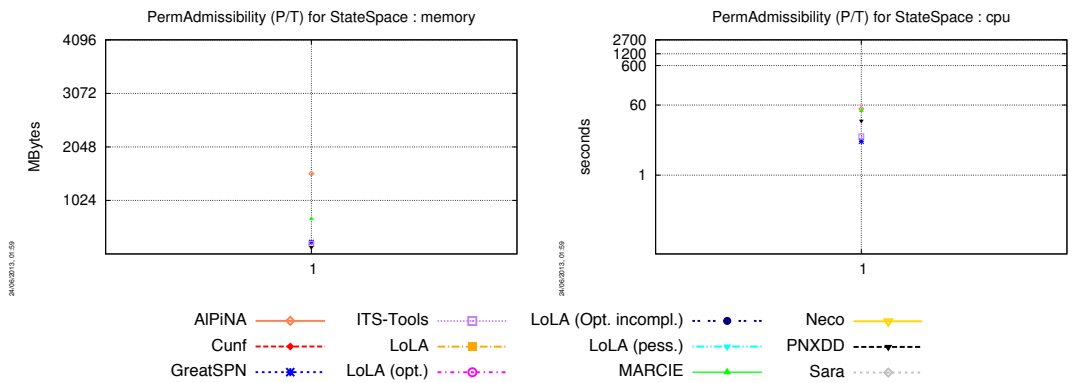 PermAdmissibility (P/T) for StateSpace : memory
4096
3072
2048
1024
MBytes
1
24/06/2013, 01:59
PermAdmissibility (P/T) for StateSpace : cpu
2700
1200
600
60
1
seconds
1
24/06/2013, 01:59
AlPiNA
Cunf
GreatSPN
ITS-Tools
LoLA
LoLA (opt.)
LoLA (Opt. incompl.)
LoLA (pess.)
MARCIE
Neco
PNXDD
Sara